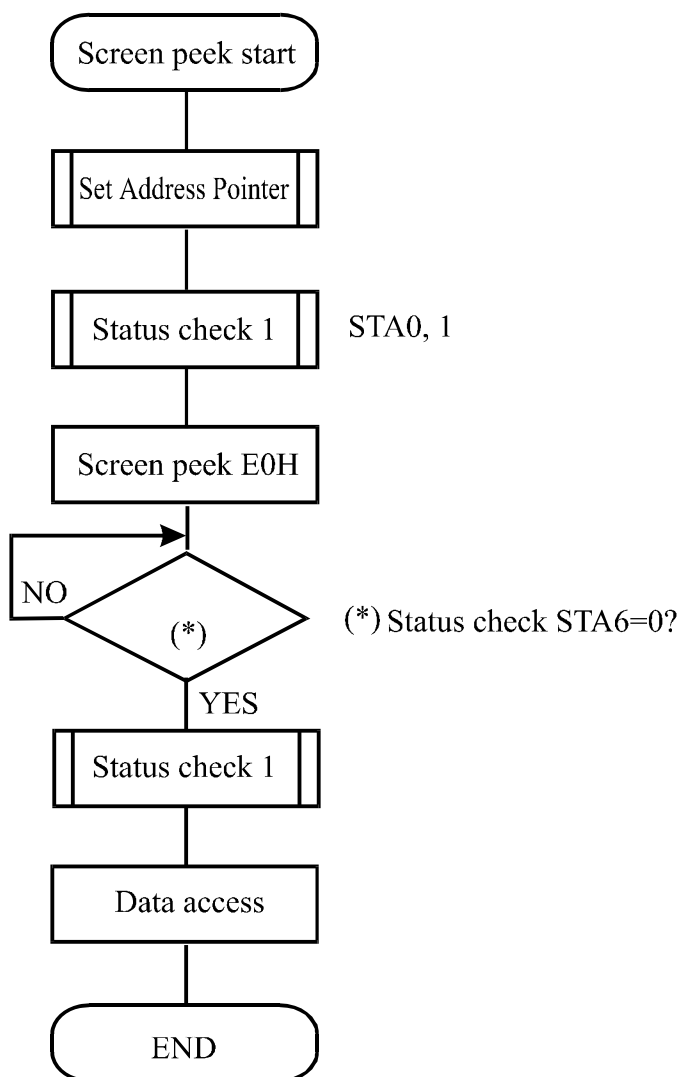 Screen peek start
Set Address Pointer
Status check 1
STA0, 1
Screen peek E0H
NO
(*)
(*) Status check STA6=0?
YES
Status check 1
Data access
END